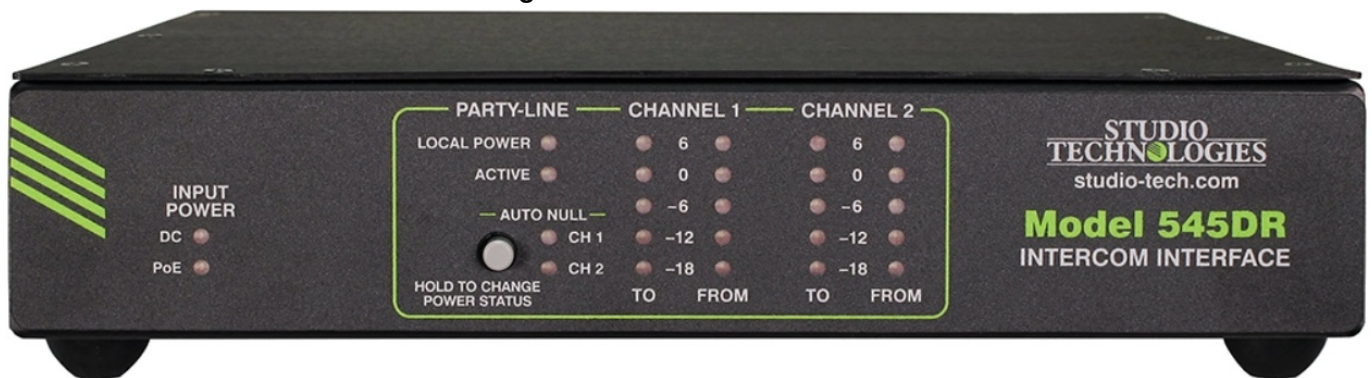 PARTY-LINE CHANNEL 1 CHANNEL 2
LOCAL POWER 6 6
ACTIVE 0 0
-6 -6
AUTO NULL
CH 1 -12 -12
CH 2 -18 -18
HOLD TO CHANGE
POWER STATUS
TO FROM TO FROM
INPUT
POWER
DC
PoE
STUDIO
TECHNOLOGIES
studio-tech.com
Model 545DR
INTERCOM INTERFACE